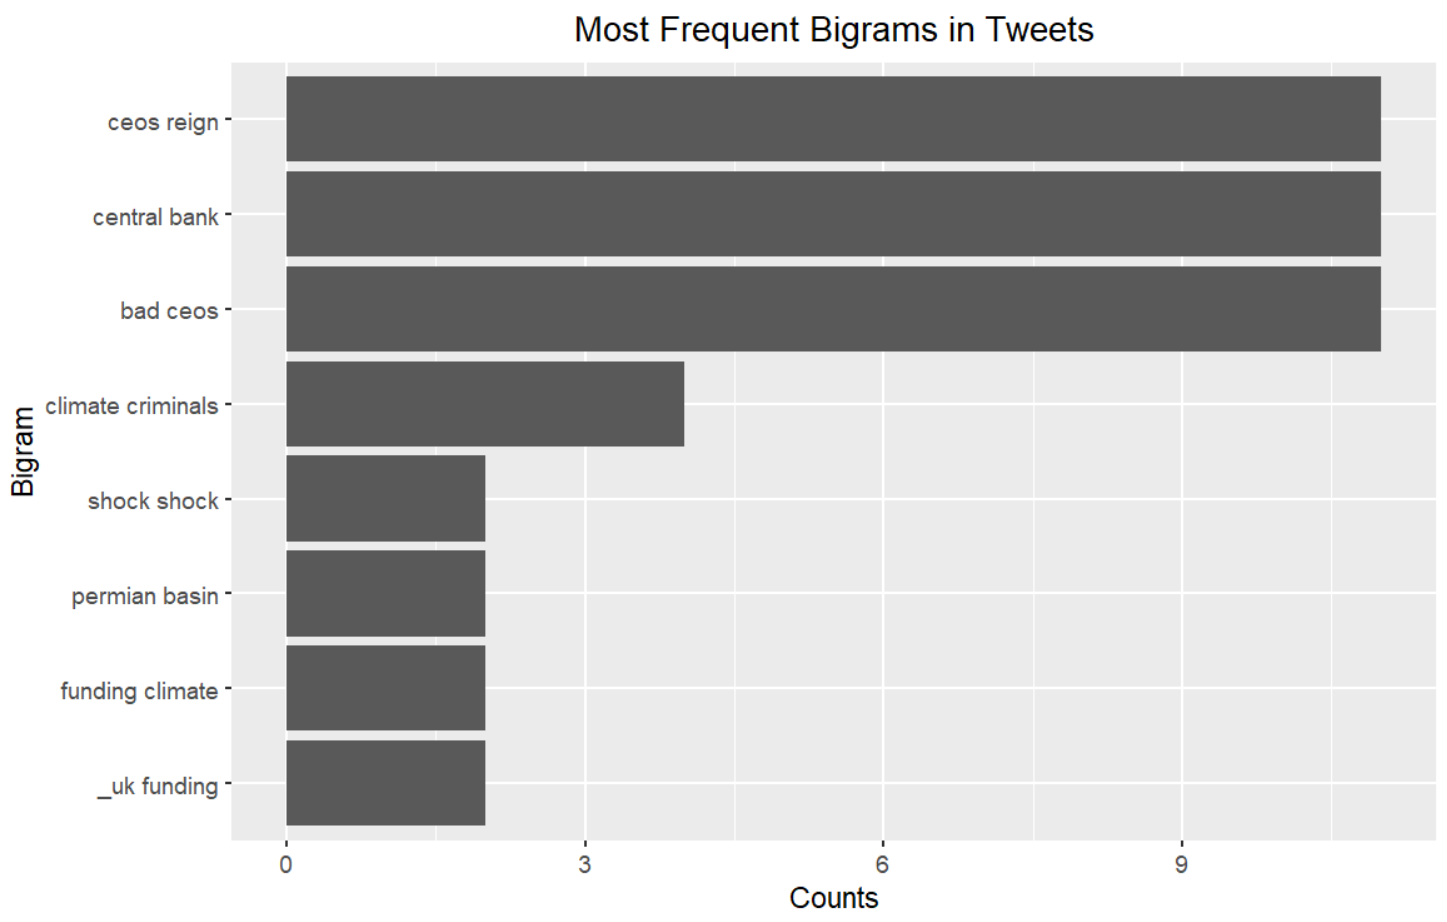 Most Frequent Bigrams in Tweets
ceos reign
central bank
bad ceos
climate criminals
shock shock
permian basin
funding climate
_uk funding
Bigram
0 3 6 9
Counts